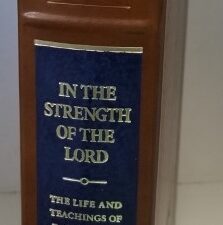 IN THE
STRENGTH
OF THE
LORD
THE LIFE AND
TEACHINGS OF